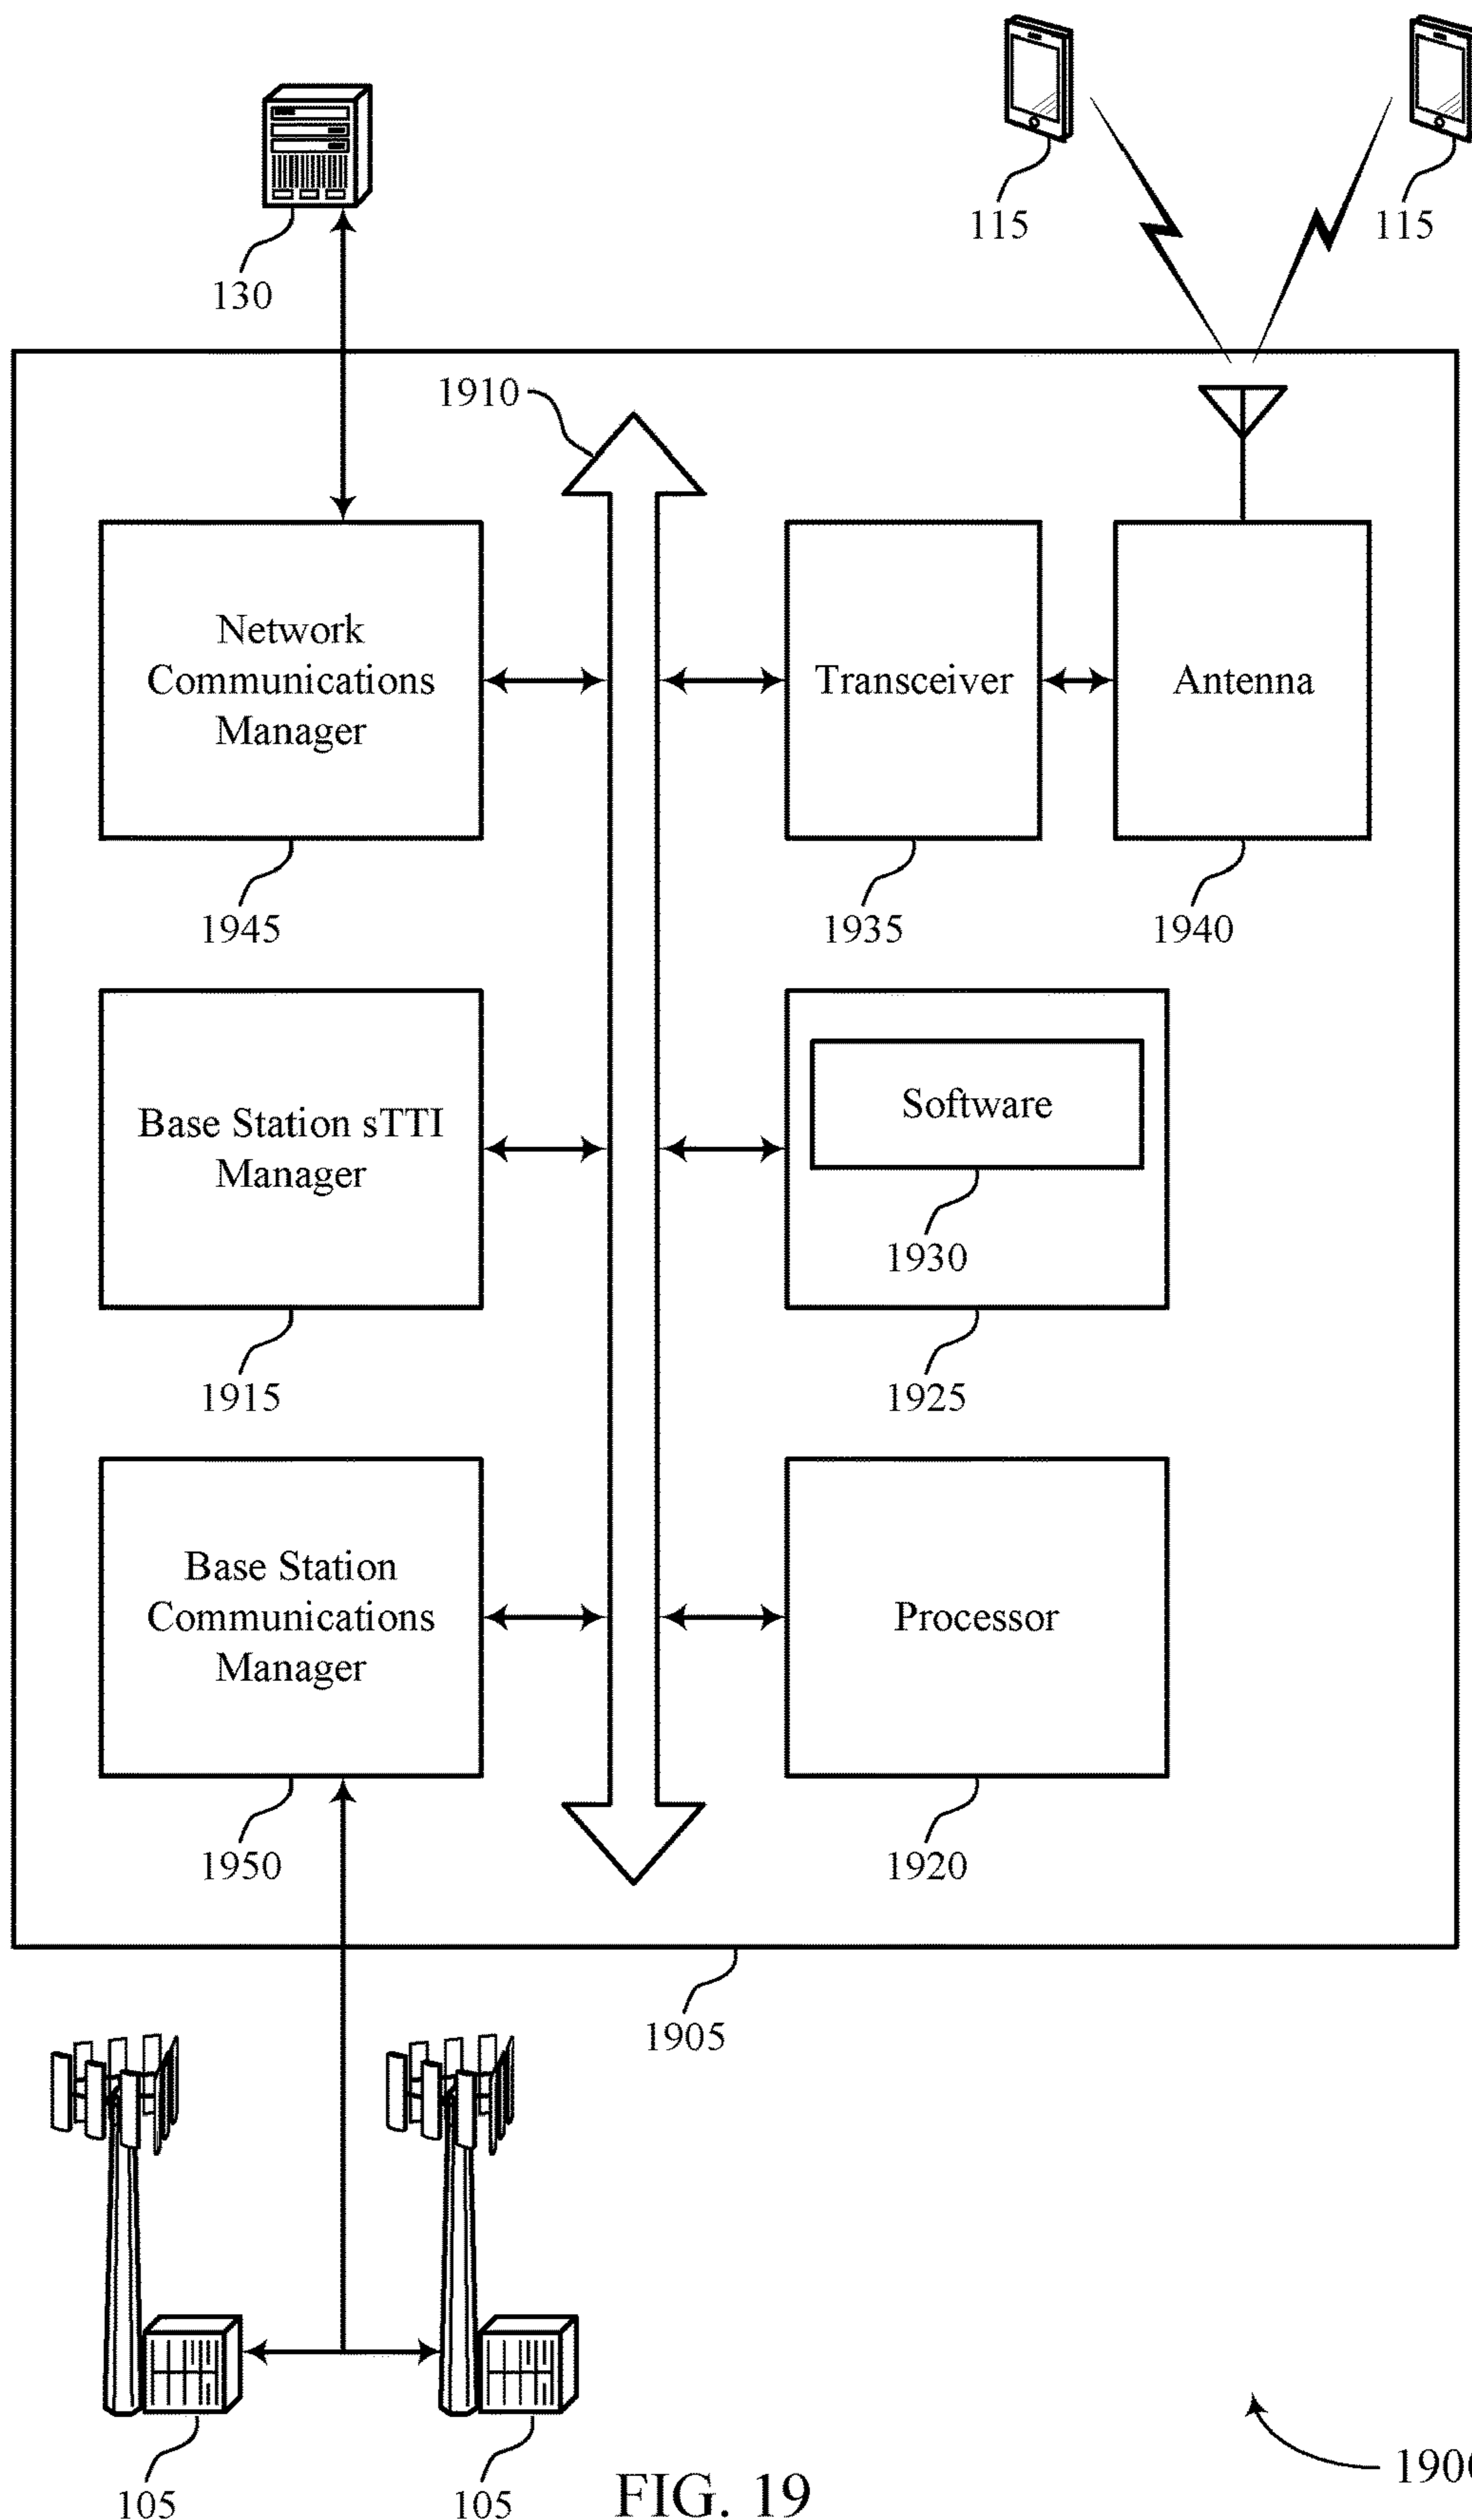 115
115
130
1910
Network
Communications
Manager
Transceiver
Antenna
1945
1935
1940
Base Station sTTI
Manager
Software
1930
1915
1925
Base Station
Communications
Manager
Processor
1950
1920
1905
105
105
FIG. 19